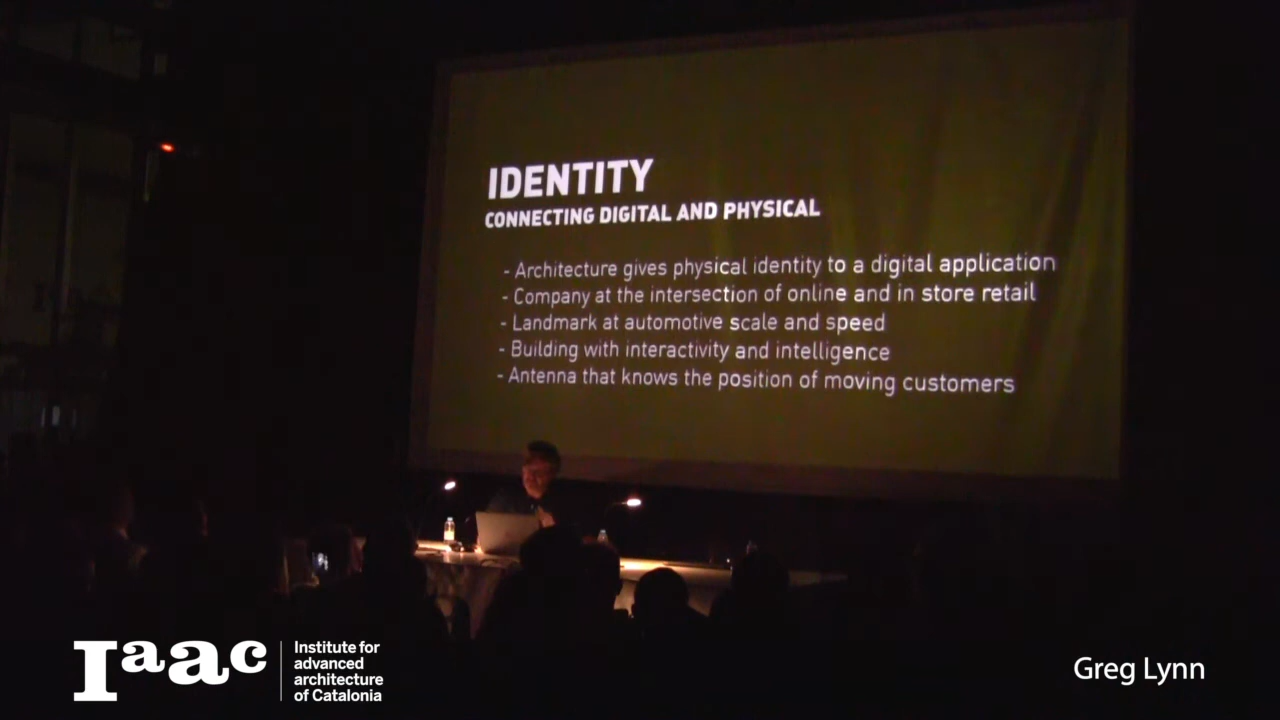 IDENTITY
CONNECTING DIGITAL AND PHYSICAL
- Architecture gives physical identity to a digital application
- Company at the intersection of online and in store retail
- Landmark at automotive scale and speed
- Building with interactivity and intelligence
- Antenna that knows the position of moving customers
Iaac
Institute for
advanced
architecture
of Catalonia
Greg Lynn